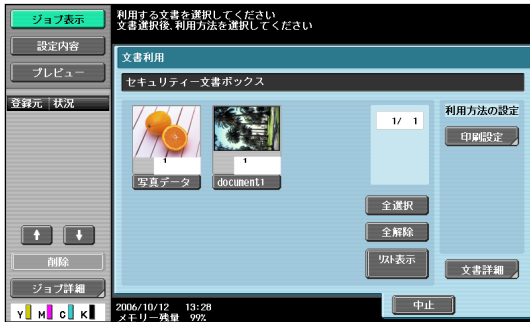 ジョブ表示
利用する文書を選択してください
文書選択後、利用方法を選択してください
設定内容
プレビュー
登録元 状況
文書利用
セキュリティー文書ボックス
1/ 1
利用方法の設定
印刷設定
1
写真データ
1
document1
全選択
全解除
リスト表示
文書詳細
削除
ジョブ詳細
中止
Y M C K
2006/10/12 13:28
メモリー残量 99%